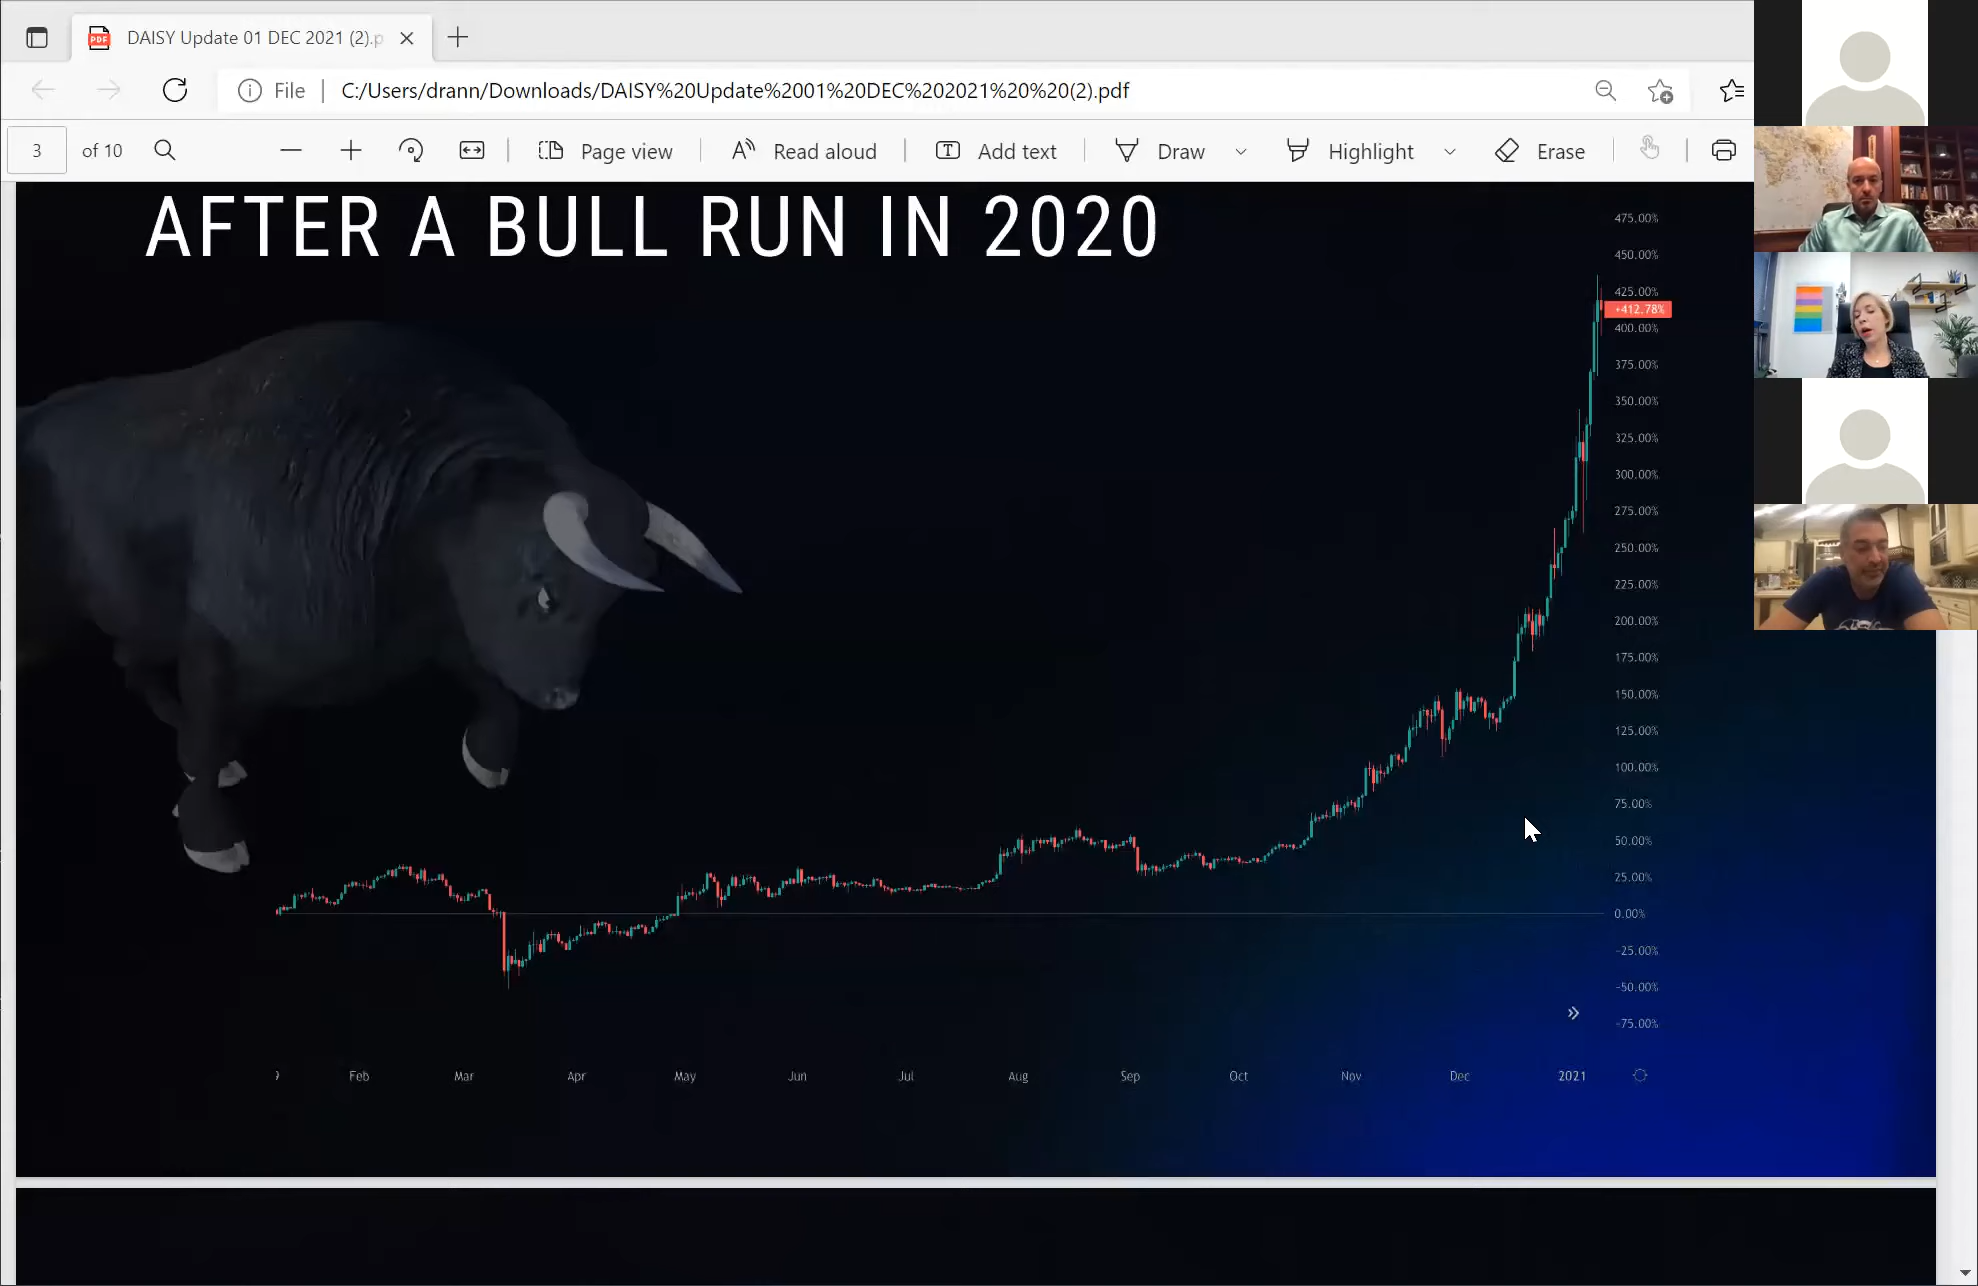 DAISY Update 01 DEC 2021 (2).p
File
C:/Users/drann/Downloads/DAISY%20Update%2001%20DEC%202021%20%20(2).pdf
3 of 10
Page view
Read aloud
Add text
Draw
Highlight
Erase
AFTER A BULL RUN IN 2020
475.00%
450.00%
425.00%
+412.78%
400.00%
375.00%
350.00%
325.00%
300.00%
275.00%
250.00%
225.00%
200.00%
175.00%
150.00%
125.00%
100.00%
75.00%
50.00%
25.00%
0.00%
-25.00%
-50.00%
-75.00%
Feb Mar Apr May Jun Jul Aug Sep Oct Nov Dec 2021